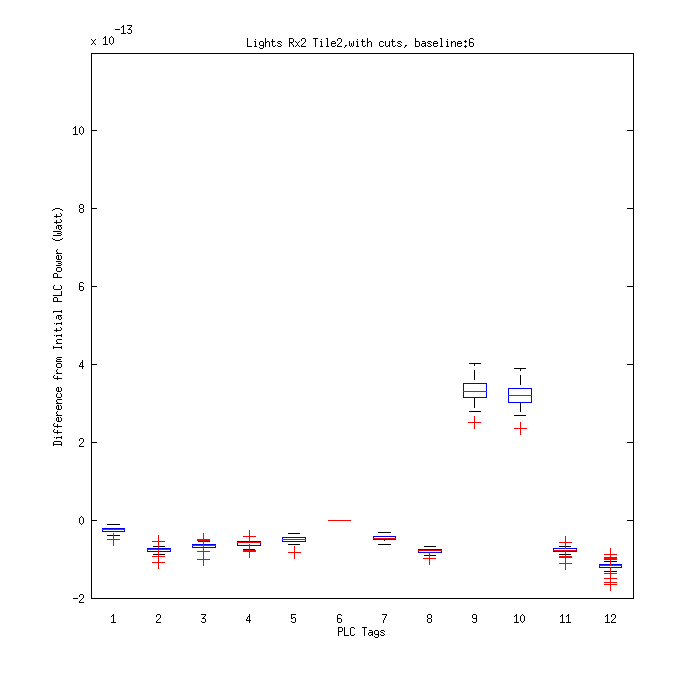 x 10-13
Lights Rx2 Tile2,with cuts, baseline:6
10
8
6
4
2
0
-2
Difference from Initial PLC Power (Watt)
1 2 3 4 5 6 7 8 9 10 11 12
PLC Tags